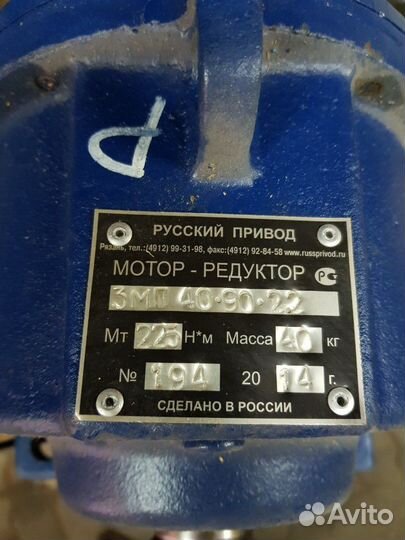 Р
РУССКИЙ ПРИВОД
Рязань, тел.:(4912) 99-31-98, факс:(4912) 92-84-58 www.russprivod.ru
МОТОР - РЕДУКТОР РС
3МП 40·90·22
Мт 225 Н*м Масса 40 кг
№ 194 20 14 г.
СДЕЛАНО В РОССИИ
Avito